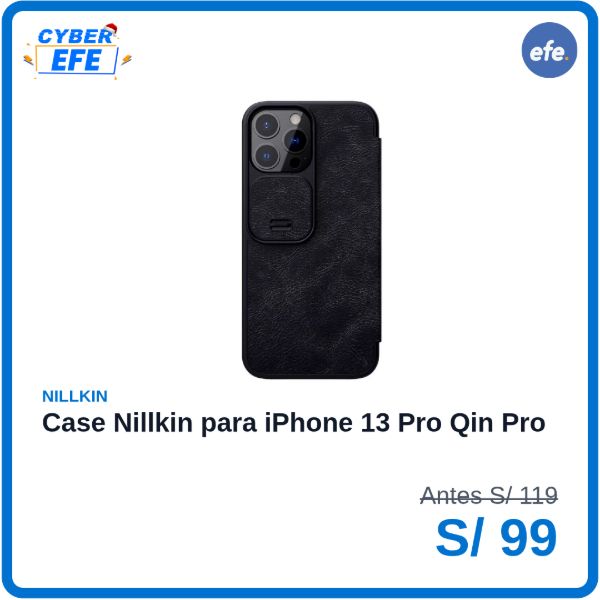 CYBER
EFE
efe.
NILLKIN
Case Nillkin para iPhone 13 Pro Qin Pro
Antes S/ 119
S/ 99